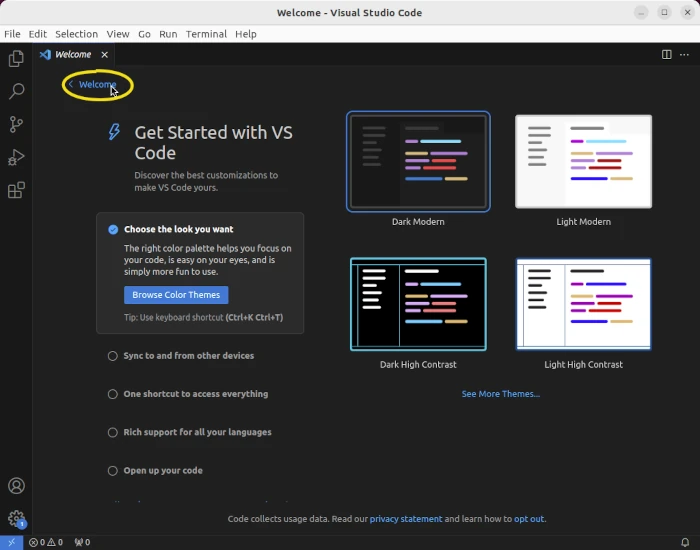 Welcome - Visual Studio Code
File Edit Selection View Go Run Terminal Help
Welcome
Welcome
Get Started with VS
Code
Discover the best customizations to
make VS Code yours.
Choose the look you want
The right color palette helps you focus on
your code, is easy on your eyes, and is
simply more fun to use.
Browse Color Themes
Tip: Use keyboard shortcut (Ctrl+K Ctrl+T)
Sync to and from other devices
One shortcut to access everything
Rich support for all your languages
Open up your code
Dark Modern
Light Modern
Dark High Contrast
Light High Contrast
See More Themes...
Code collects usage data. Read our privacy statement and learn how to opt out.
1
0 0 0